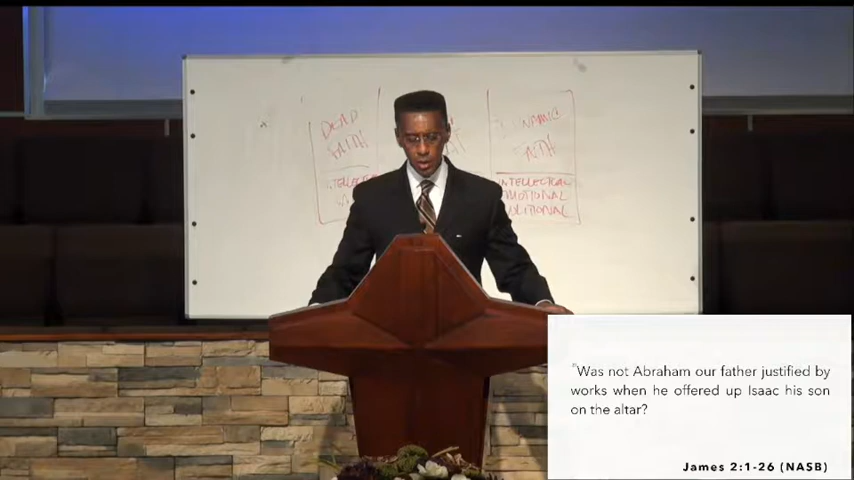 DEAD
FAITH
DYNAMIC
FAITH
INTELLECTUAL
EMOTIONAL
VOLITIONAL
Was not Abraham our father justified by
works when he offered up Isaac his son
on the altar?
James 2:1-26 (NASB)